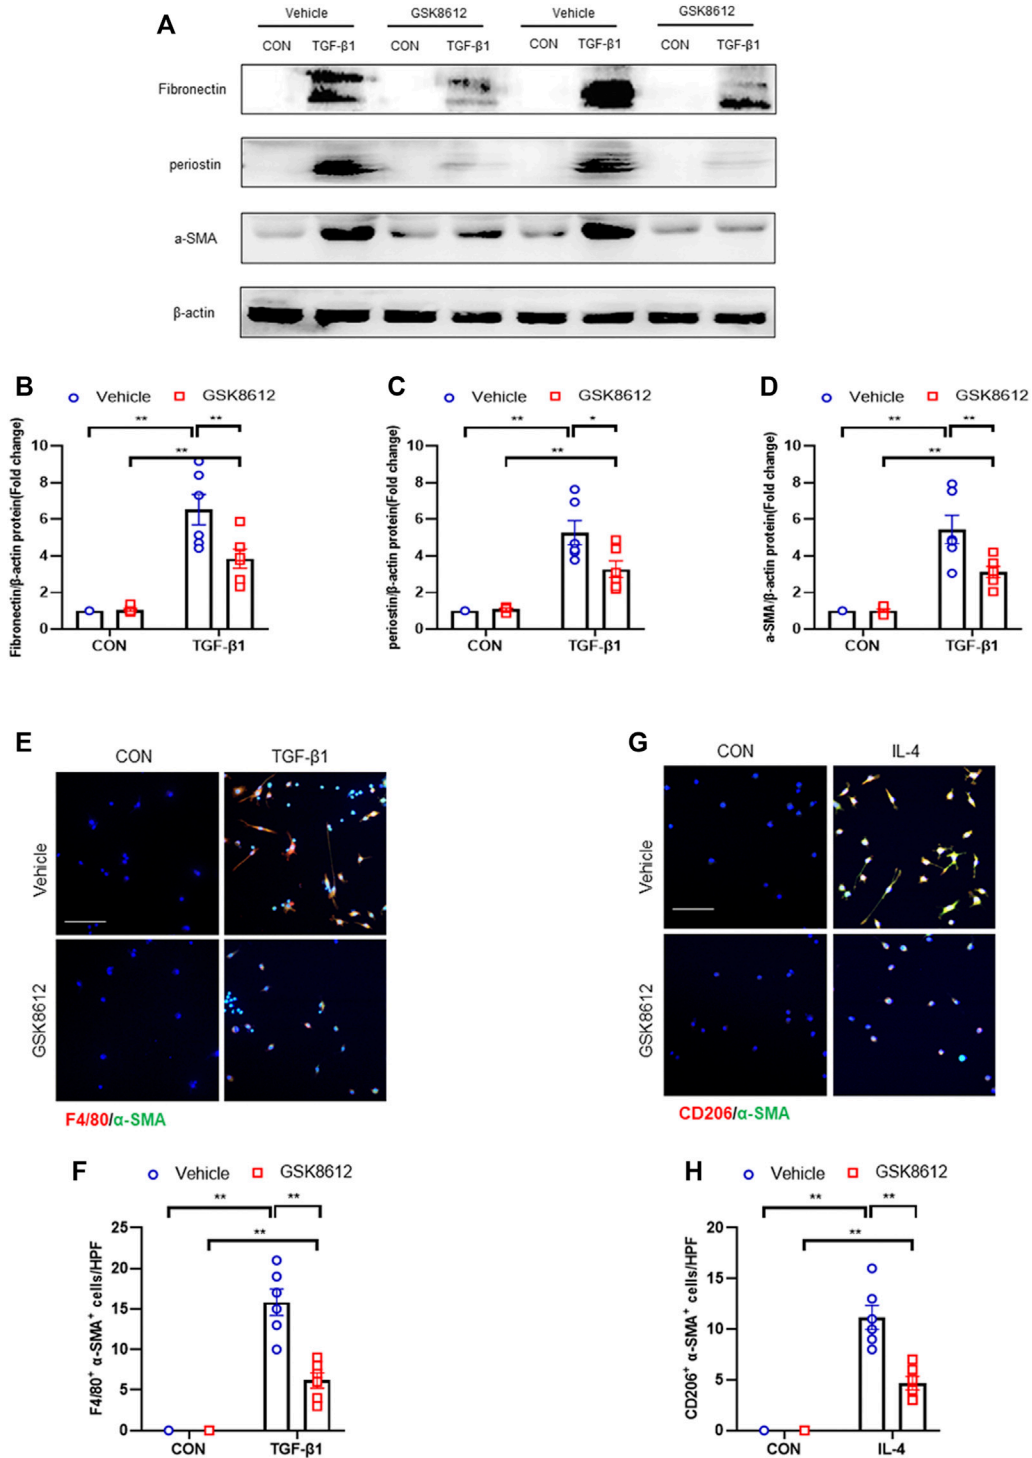 A
Vehicle GSK8612 Vehicle GSK8612
CON TGF-β1 CON TGF-β1 CON TGF-β1 CON TGF-β1
Fibronectin
periostin
a-SMA
β-actin
B
Vehicle GSK8612
** **
**
Fibronectin/β-actin protein(Fold change)
10
8
6
4
2
0
CON TGF-β1
C
Vehicle GSK8612
** *
**
periostin/β-actin protein(Fold change)
10
8
6
4
2
0
CON TGF-β1
D
Vehicle GSK8612
** **
**
a-SMA/β-actin protein(Fold change)
10
8
6
4
2
0
CON TGF-β1
E
CON TGF-β1
Vehicle
GSK8612
F4/80/α-SMA
G
CON IL-4
Vehicle
GSK8612
CD206/α-SMA
F
Vehicle GSK8612
** **
**
F4/80⁺ α-SMA⁺ cells/HPF
25
20
15
10
5
0
CON TGF-β1
H
Vehicle GSK8612
** **
**
CD206⁺ α-SMA⁺ cells/HPF
20
15
10
5
0
CON IL-4